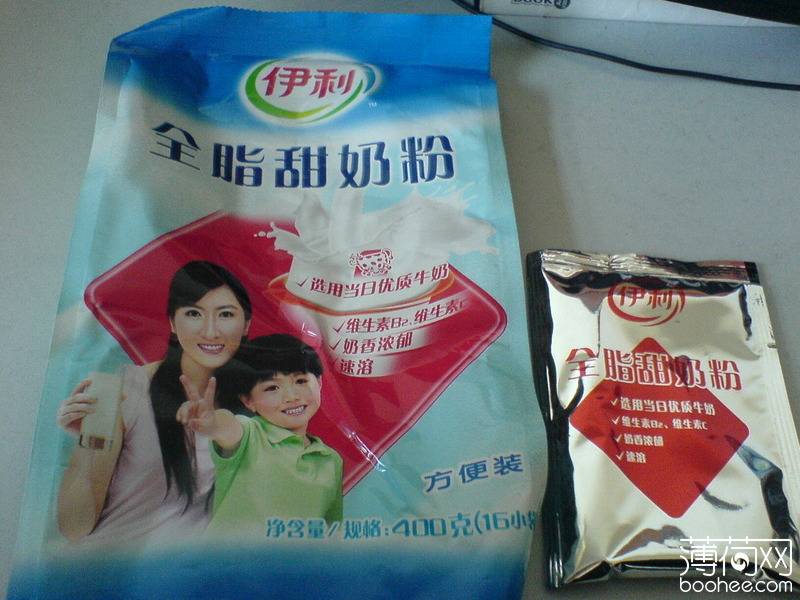 BOOK
伊利
TM
全脂甜奶粉
✓选用当日优质牛奶
✓维生素B2、维生素C
✓奶香浓郁
✓速溶
方便装
净含量/规格:400克(16小袋
伊利
全脂甜奶粉
✓选用当日优质牛奶
✓维生素B2、维生素C
✓奶香浓郁
✓速溶
薄荷网
boohee.com